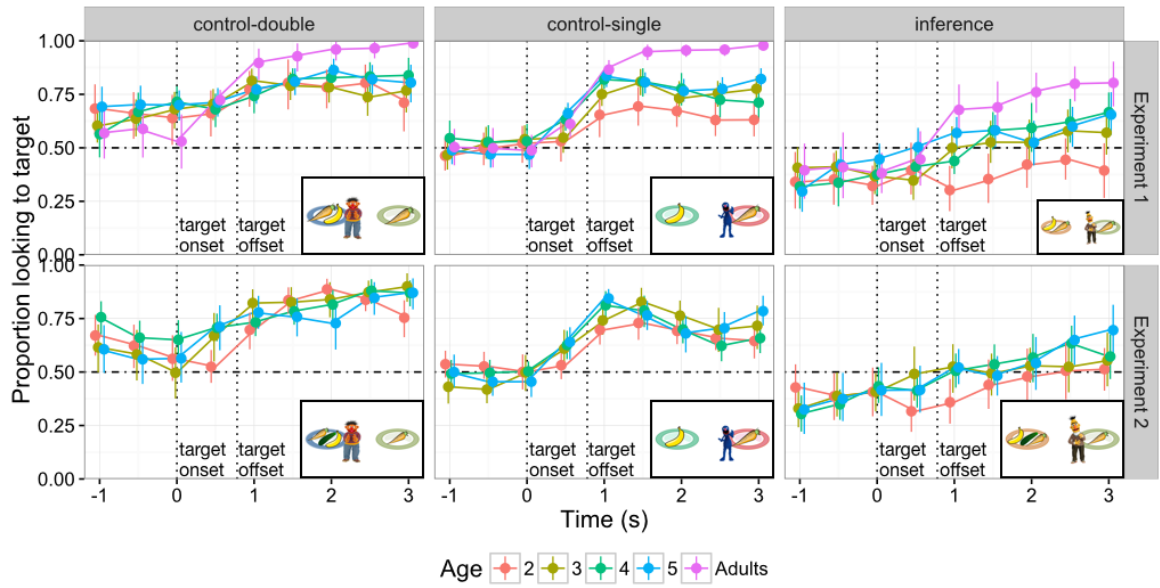 control-double
control-single
inference
Proportion looking to target
1.00
0.75
0.50
0.25
0.00
target onset
target offset
target onset
target offset
target onset
target offset
Experiment 1
1.00
0.75
0.50
0.25
0.00
target onset
target offset
target onset
target offset
target onset
target offset
Experiment 2
-1 0 1 2 3
-1 0 1 2 3
-1 0 1 2 3
Time (s)
Age 2 3 4 5 Adults